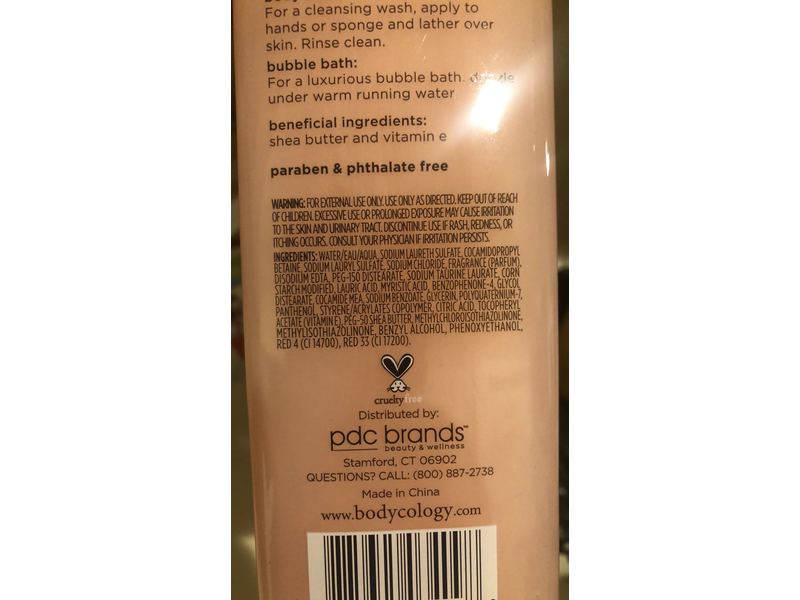 For a cleansing wash, apply to
hands or sponge and lather over
skin. Rinse clean.
bubble bath:
For a luxurious bubble bath, drizzle
under warm running water
beneficial ingredients:
shea butter and vitamin e
paraben & phthalate free
WARNING: FOR EXTERNAL USE ONLY. USE ONLY AS DIRECTED. KEEP OUT OF REACH
OF CHILDREN. EXCESSIVE USE OR PROLONGED EXPOSURE MAY CAUSE IRRITATION
TO THE SKIN AND URINARY TRACT. DISCONTINUE USE IF RASH, REDNESS, OR
ITCHING OCCURS. CONSULT YOUR PHYSICIAN IF IRRITATION PERSISTS.
INGREDIENTS: WATER/EAU/AQUA, SODIUM LAURETH SULFATE, COCAMIDOPROPYL
BETAINE, SODIUM LAURYL SULFATE, SODIUM CHLORIDE, FRAGRANCE (PARFUM),
DISODIUM EDTA, PEG-150 DISTEARATE, SODIUM TAURINE LAURATE, CORN
STARCH MODIFIED, LAURIC ACID, MYRISTIC ACID, BENZOPHENONE-4, GLYCOL
DISTEARATE, COCAMIDE MEA, SODIUM BENZOATE, GLYCERIN, POLYQUATERNIUM-7,
PANTHENOL, STYRENE/ACRYLATES COPOLYMER, CITRIC ACID, TOCOPHERYL
ACETATE (VITAMIN E), PEG-50 SHEA BUTTER, METHYLCHLOROISOTHIAZOLINONE,
METHYLISOTHIAZOLINONE, BENZYL ALCOHOL, PHENOXYETHANOL,
RED 4 (CI 14700), RED 33 (CI 17200).
crueltyfree
Distributed by:
pdc brands™
beauty & wellness
Stamford, CT 06902
QUESTIONS? CALL: (800) 887-2738
Made in China
www.bodycology.com